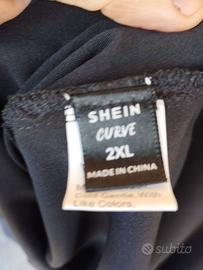 SHEIN
CURVE
2XL
MADE IN CHINA
Cold Gentle, With
Like Colors,
subito